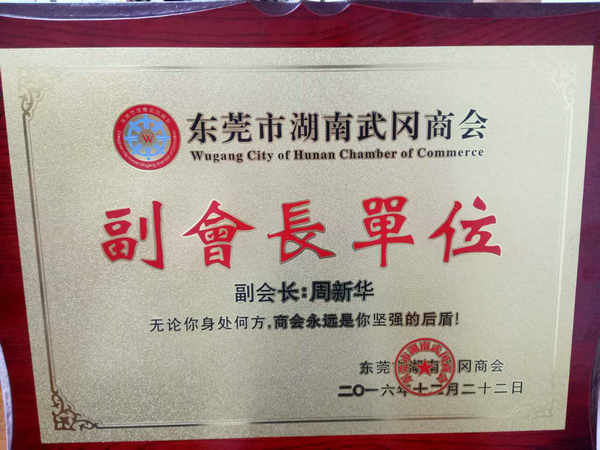 东莞市湖南武冈商会
Wugang City of Hunan Chamber of Commerce
副會長單位
副会长:周新华
无论你身处何方,商会永远是你坚强的后盾!
东莞 湖南 冈商会
二〇一六年十二月二十二日